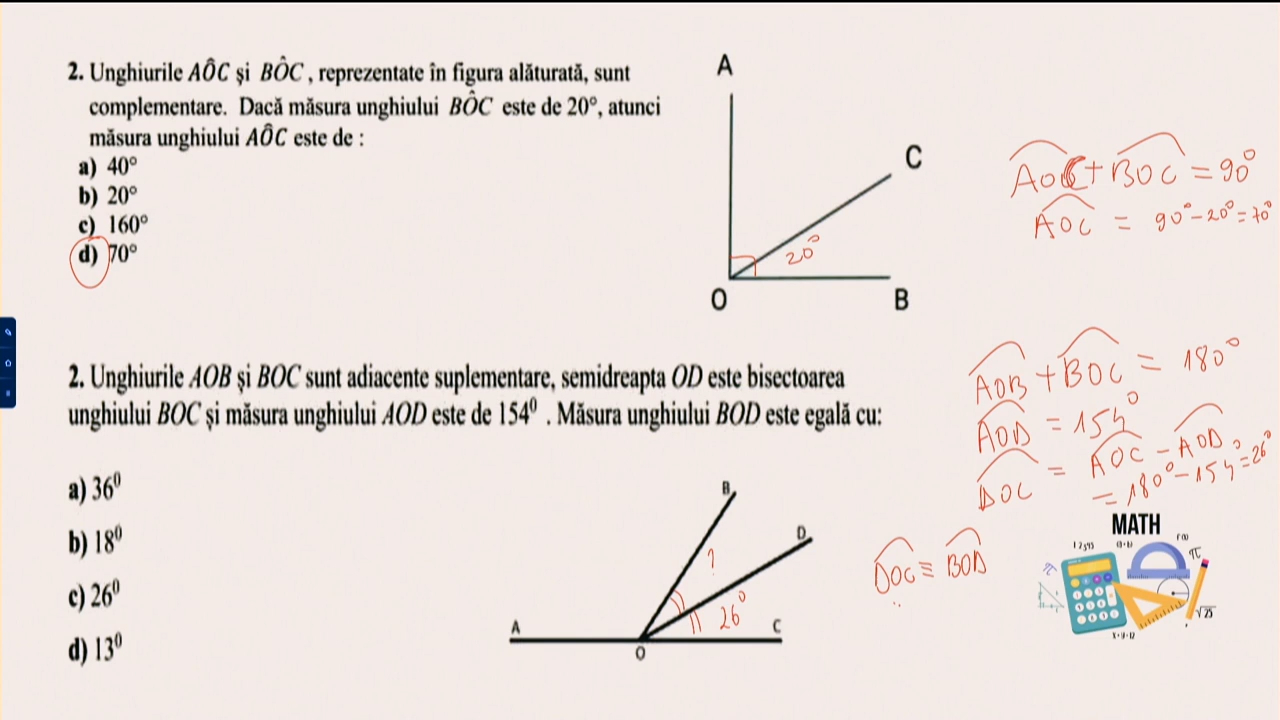 2. Unghiurile AÔC şi BÔC , reprezentate în figura alăturată, sunt
complementare. Dacă măsura unghiului BÔC este de 20°, atunci
măsura unghiului AÔC este de :
a) 40°
b) 20°
c) 160°
d) 70°
A
C
20°
O
B
AOC + BOC = 90°
AOC = 90° - 20° = 70°
2. Unghiurile AOB şi BOC sunt adiacente suplementare, semidreapta OD este bisectoarea
unghiului BOC şi măsura unghiului AOD este de 154⁰ . Măsura unghiului BOD este egală cu:
a) 36⁰
b) 18⁰
c) 26⁰
d) 13⁰
B
D
?
26°
A
C
O
AOB + BOC = 180°
AOD = 154°
DOC = AOC - AOD
= 180° - 154° = 26°
DOC ≡ BOD
MATH
π
√25